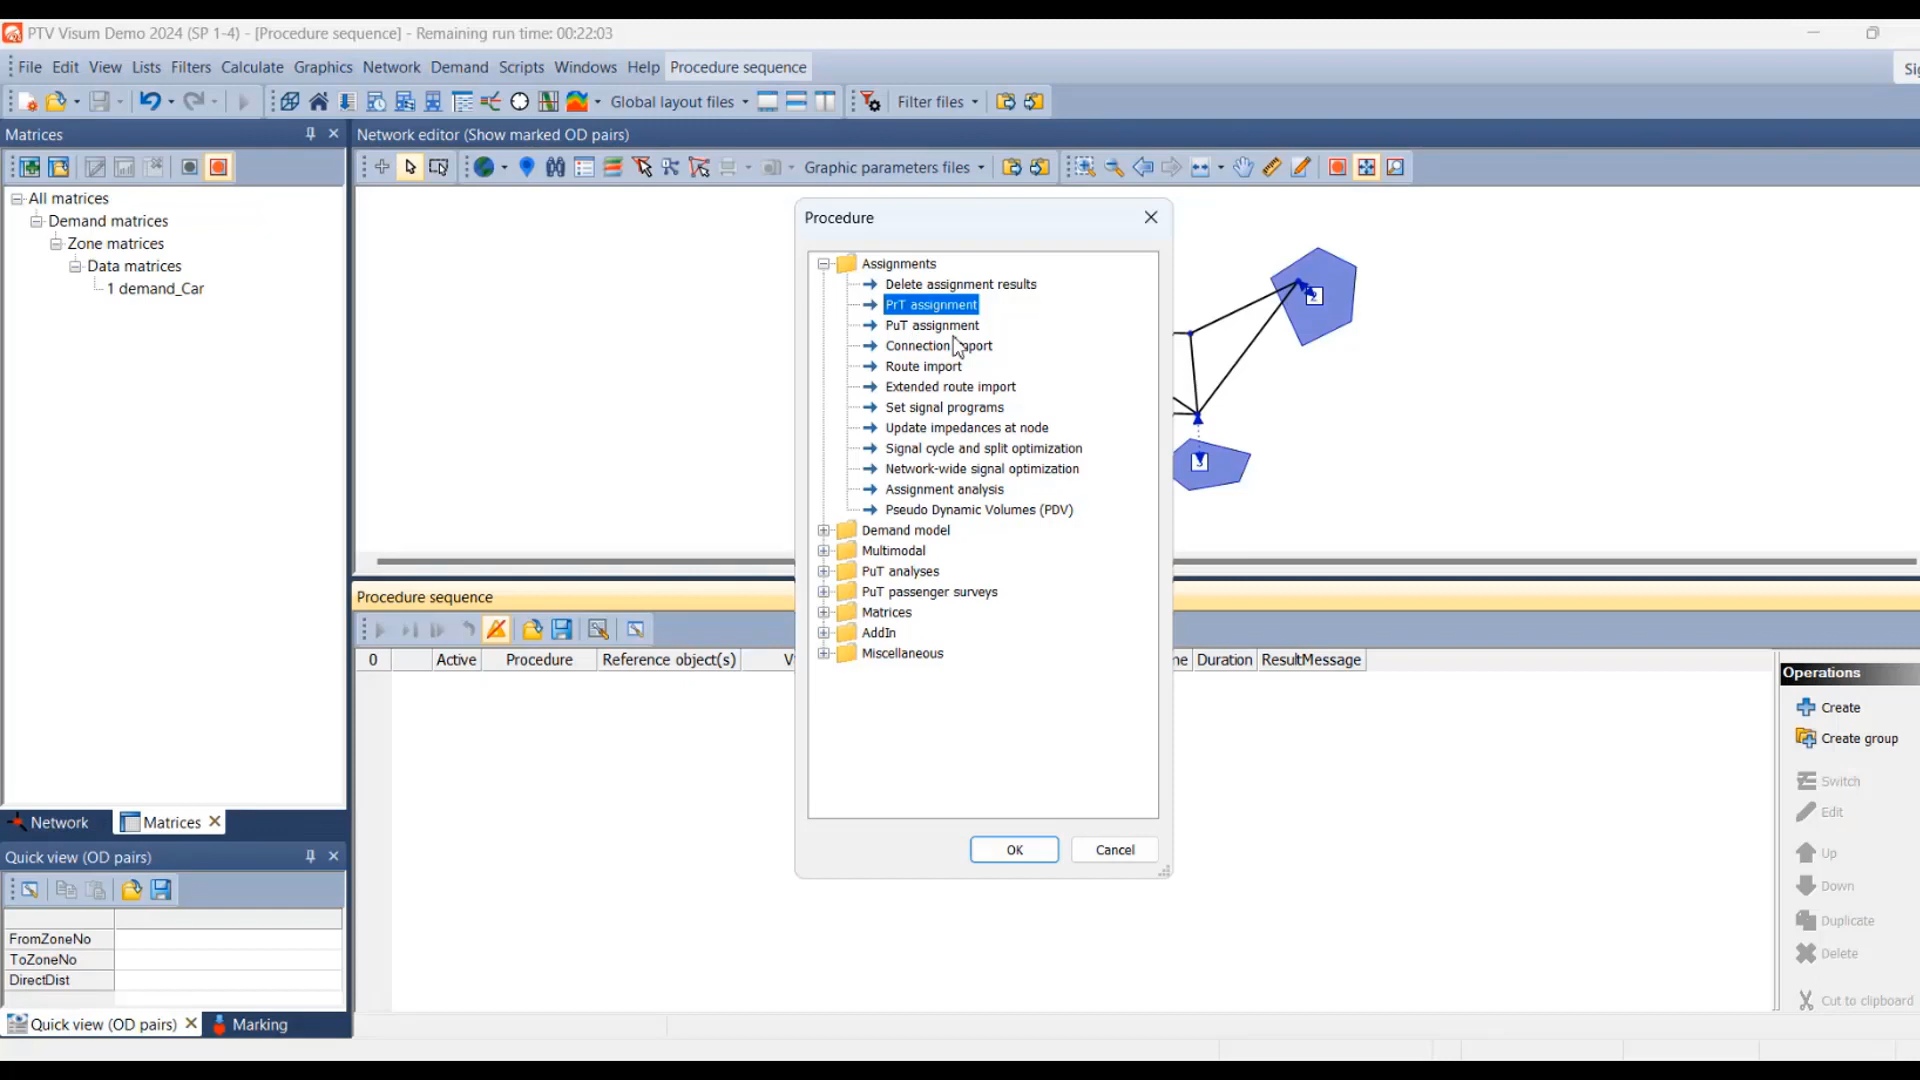 PTV Visum Demo 2024 (SP 1-4) - [Procedure sequence] - Remaining run time: 00:22:03
File Edit View Lists Filters Calculate Graphics Network Demand Scripts Windows Help Procedure sequence
Global layout files Filter files
Matrices
Network editor (Show marked OD pairs)
Graphic parameters files
All matrices
Demand matrices
Zone matrices
Data matrices
1 demand_Car
Procedure
Assignments
Delete assignment results
PrT assignment
PuT assignment
Connection import
Route import
Extended route import
Set signal programs
Update impedances at node
Signal cycle and split optimization
Network-wide signal optimization
Assignment analysis
Pseudo Dynamic Volumes (PDV)
Demand model
Multimodal
PuT analyses
PuT passenger surveys
Matrices
AddIn
Miscellaneous
OK Cancel
2
3
Procedure sequence
0 Active Procedure Reference object(s) Duration ResultMessage
Operations
Create
Create group
Switch
Edit
Up
Down
Duplicate
Delete
Cut to clipboard
Network Matrices
Quick view (OD pairs)
FromZoneNo
ToZoneNo
DirectDist
Quick view (OD pairs) Marking